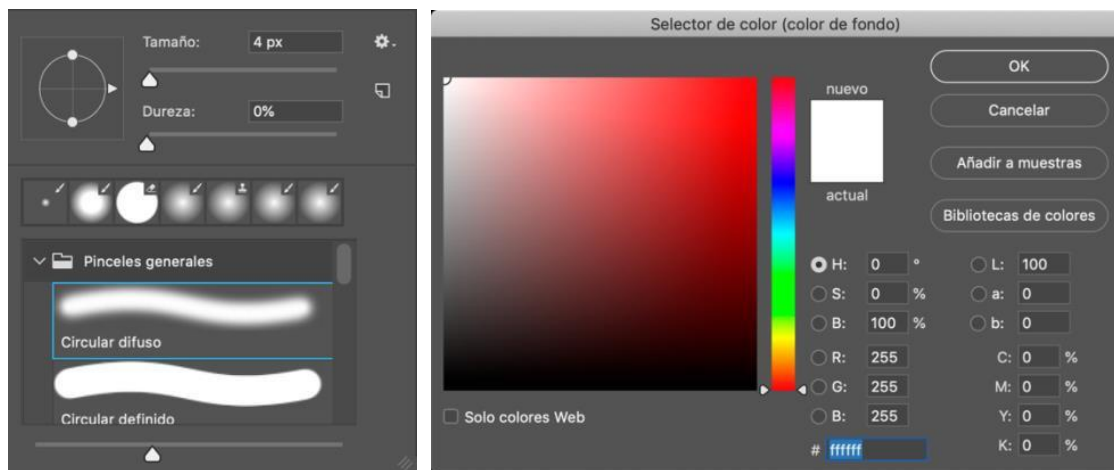 Tamaño: 4 px
Dureza: 0%
Pinceles generales
Circular difuso
Circular definido
Selector de color (color de fondo)
nuevo
actual
OK
Cancelar
Añadir a muestras
Bibliotecas de colores
H: 0 ° L: 100
S: 0 % a: 0
B: 100 % b: 0
R: 255 C: 0 %
G: 255 M: 0 %
B: 255 Y: 0 %
# ffffff K: 0 %
Solo colores Web